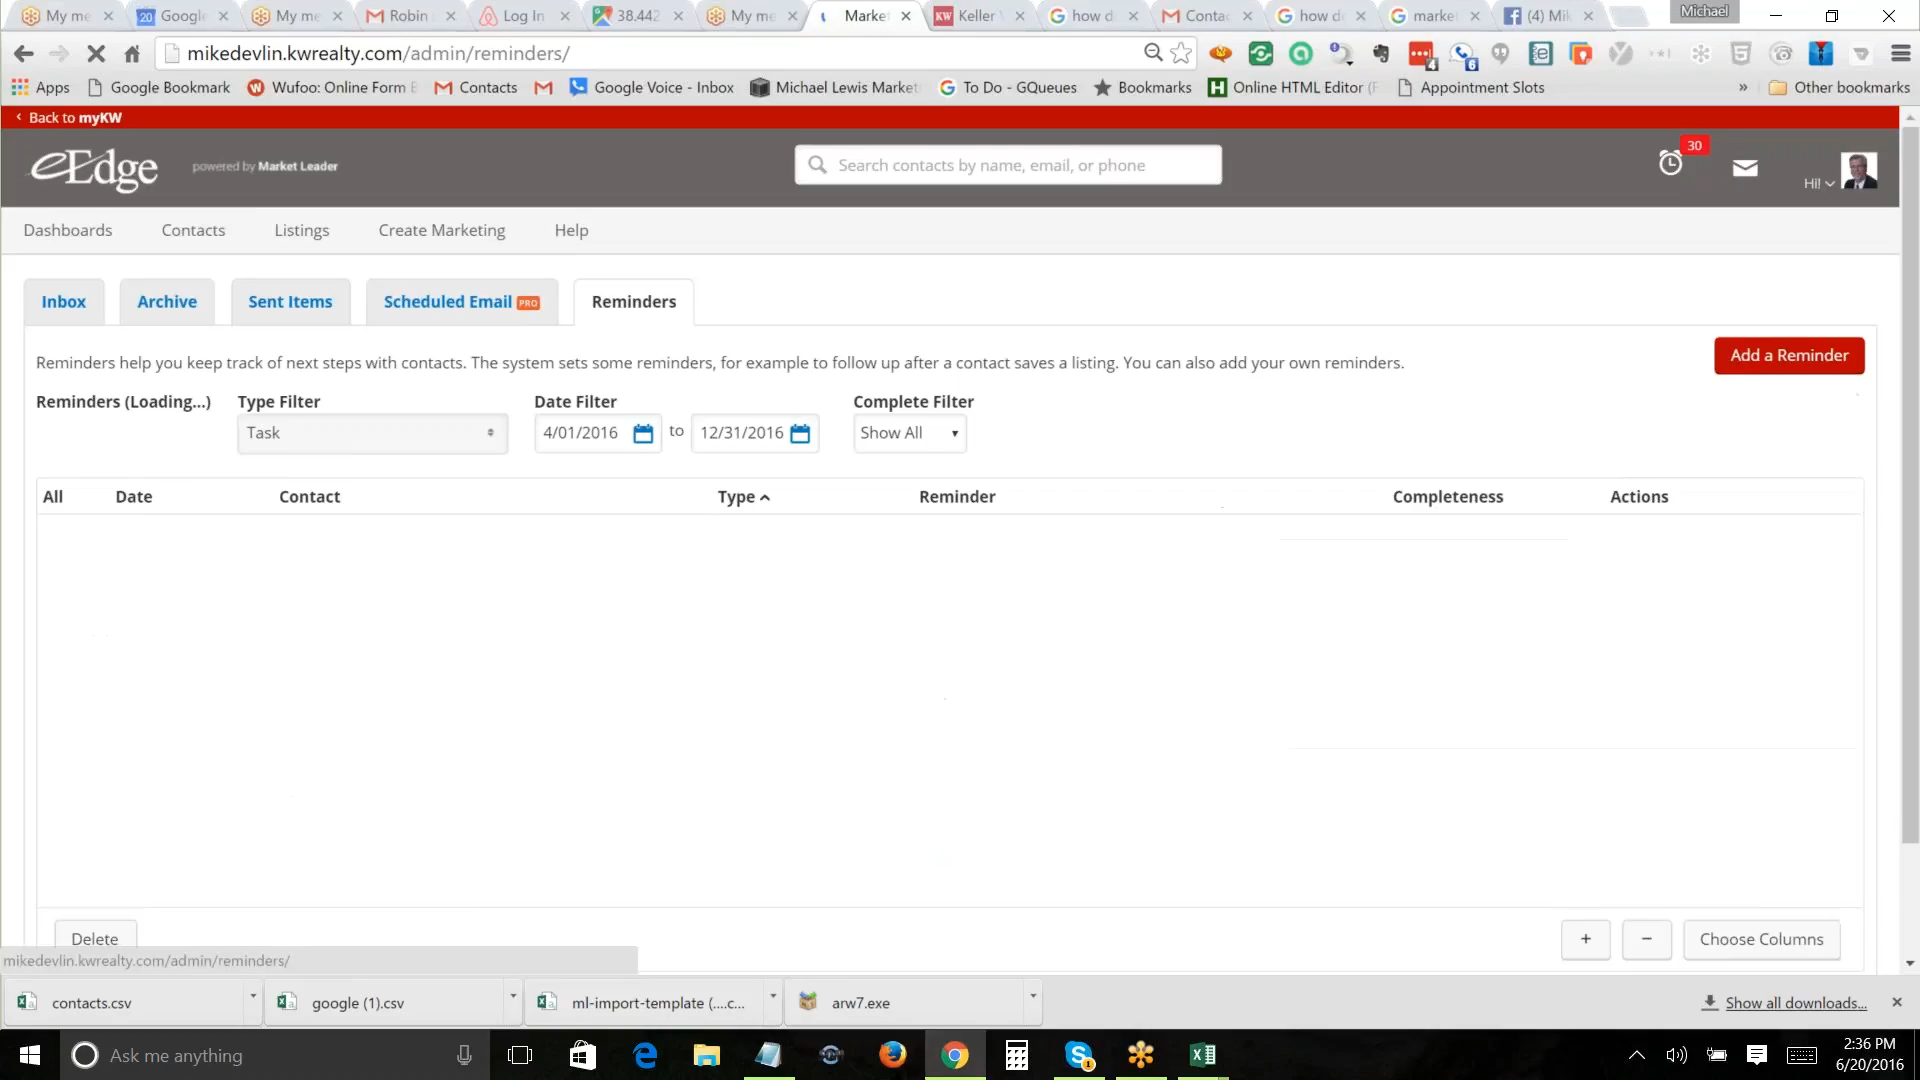 My me
20 Google
My me
Robin
Log In
38.442
My me
Market
KW Keller
how d
Contac
how d
market
(4) Mik
Michael
mikedevlin.kwrealty.com/admin/reminders/
4
6
Apps
Google Bookmark
Wufoo: Online Form
Contacts
Google Voice - Inbox
Michael Lewis Market
To Do - GQueues
Bookmarks
Online HTML Editor (F
Appointment Slots
»
Other bookmarks
‹ Back to myKW
eEdge
powered by Market Leader
Search contacts by name, email, or phone
30
Hi!
Dashboards
Contacts
Listings
Create Marketing
Help
Inbox
Archive
Sent Items
Scheduled Email PRO
Reminders
Reminders help you keep track of next steps with contacts. The system sets some reminders, for example to follow up after a contact saves a listing. You can also add your own reminders.
Add a Reminder
Reminders (Loading...)
Type Filter
Date Filter
Complete Filter
Task
4/01/2016
to
12/31/2016
Show All
All
Date
Contact
Type
Reminder
Completeness
Actions
Delete
+
−
Choose Columns
mikedevlin.kwrealty.com/admin/reminders/
contacts.csv
google (1).csv
ml-import-template (....c...
arw7.exe
Show all downloads...
Ask me anything
2:36 PM
6/20/2016